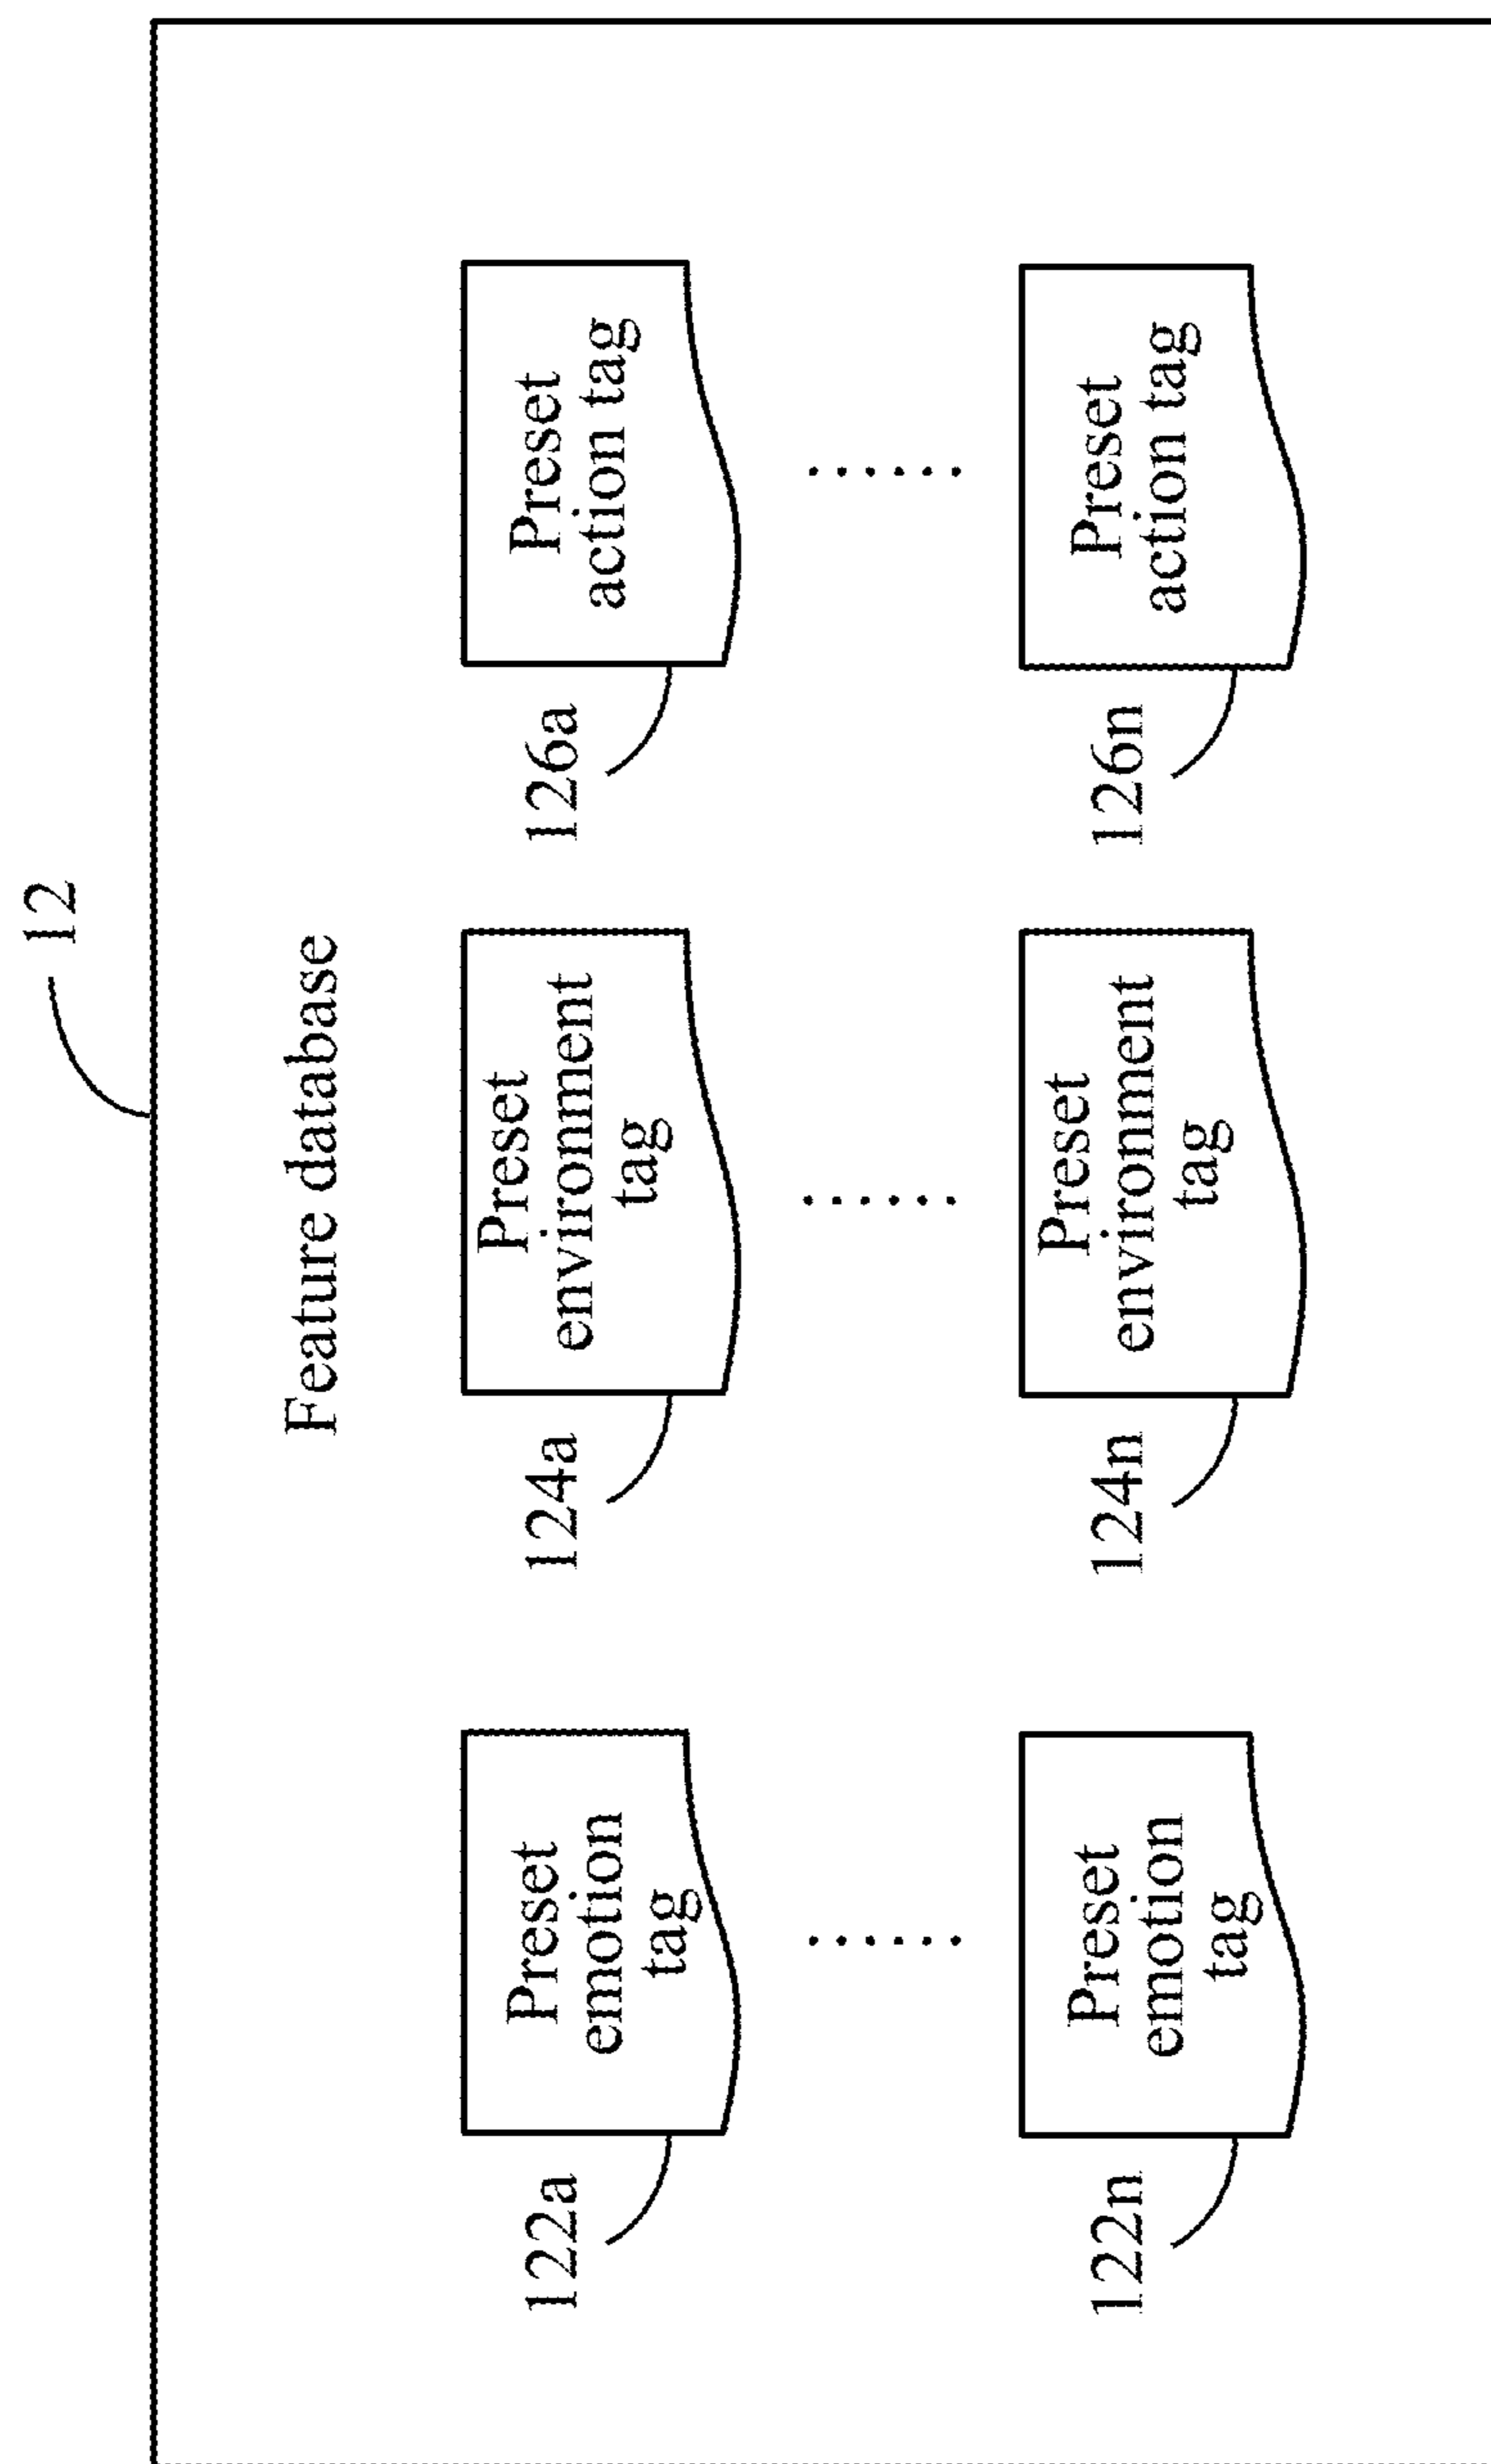 12
Feature database
122a
Preset
emotion
tag
124a
Preset
environment
tag
126a
Preset
action tag
......
......
......
122n
Preset
emotion
tag
124n
Preset
environment
tag
126n
Preset
action tag